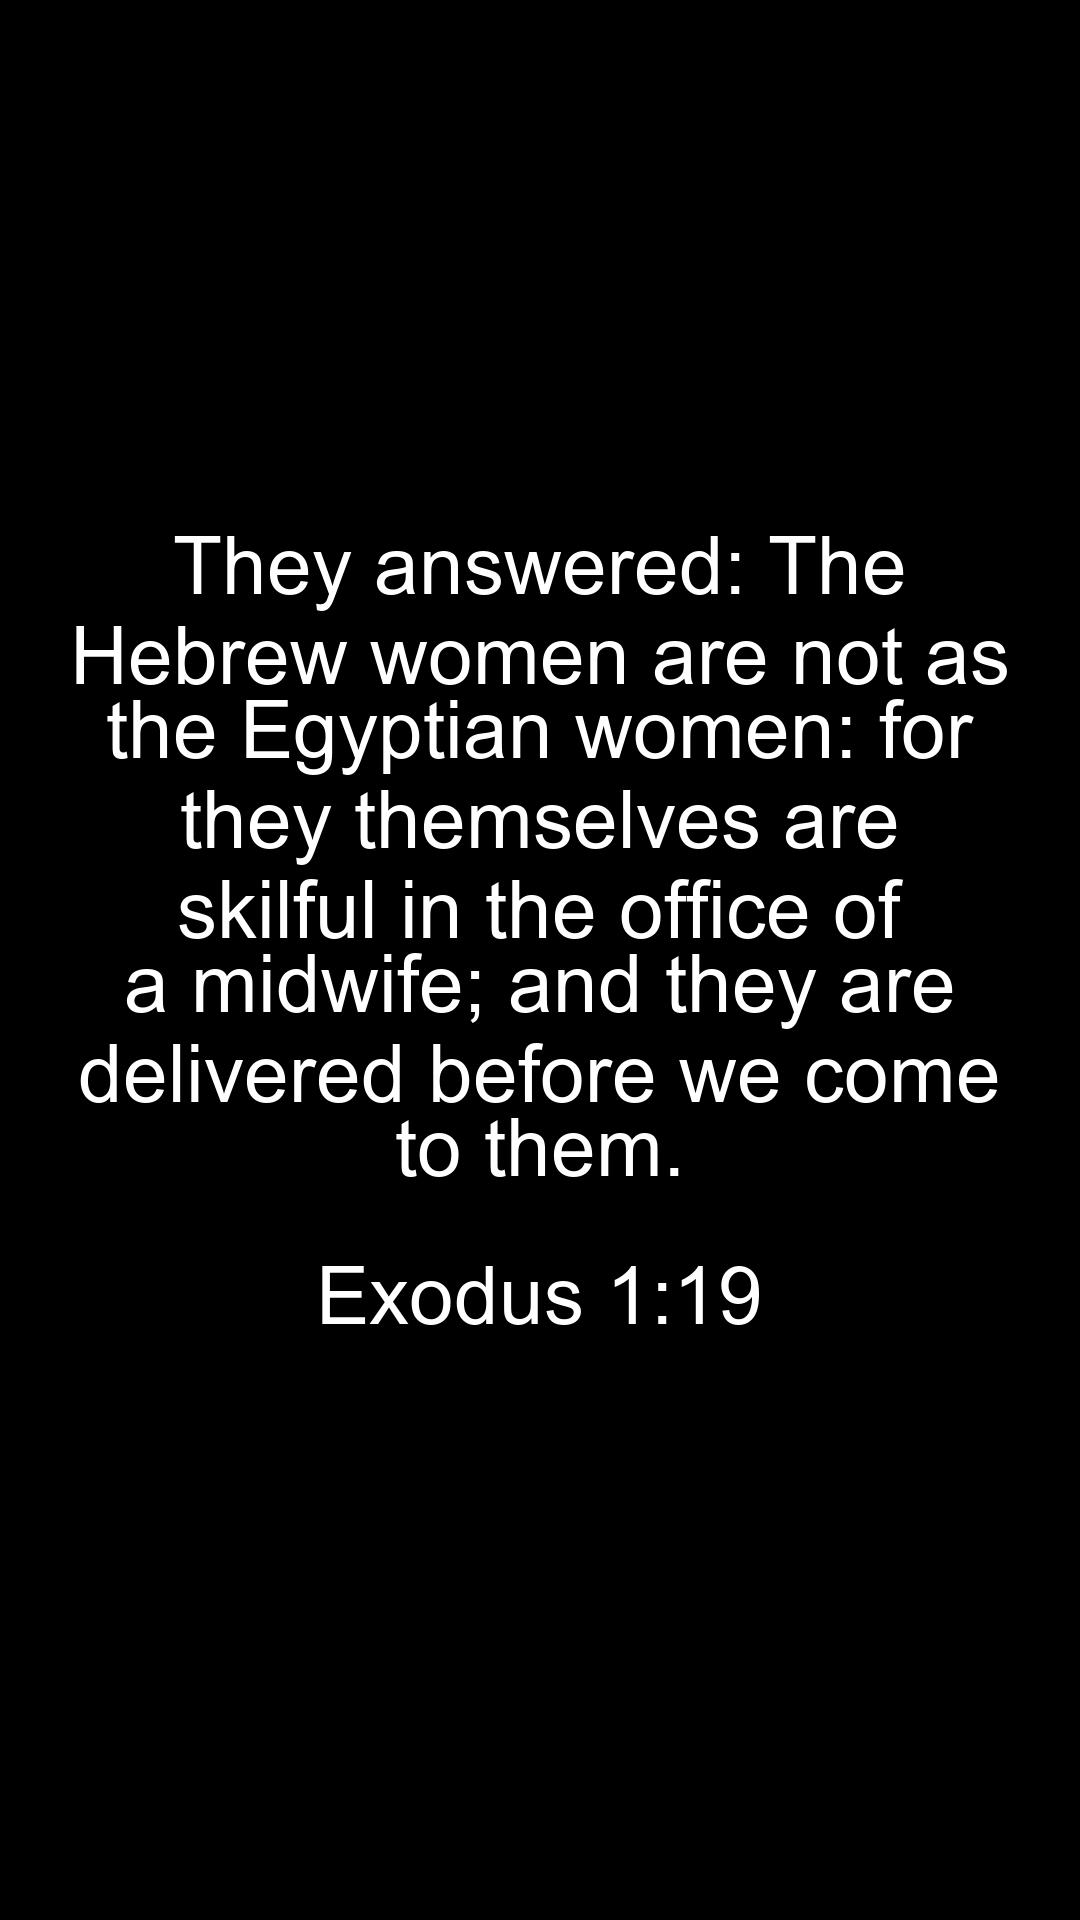 They answered: The
Hebrew women are not as
the Egyptian women: for
they themselves are
skilful in the office of
a midwife; and they are
delivered before we come
to them.
Exodus 1:19